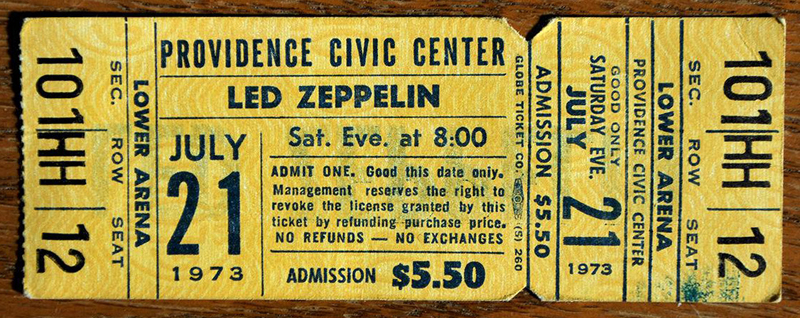 SEC. ROW SEAT
101 HH 12
LOWER ARENA
PROVIDENCE CIVIC CENTER
LED ZEPPELIN
JULY
21
1973
Sat. Eve. at 8:00
ADMIT ONE. Good this date only.
Management reserves the right to
revoke the license granted by this
ticket by refunding purchase price.
NO REFUNDS — NO EXCHANGES
ADMISSION $5.50
GLOBE TICKET CO. (S) 260
ADMISSION $5.50
JULY
21
1973
SATURDAY EVE.
GOOD ONLY
PROVIDENCE CIVIC CENTER
LOWER ARENA
SEC. ROW SEAT
101 HH 12